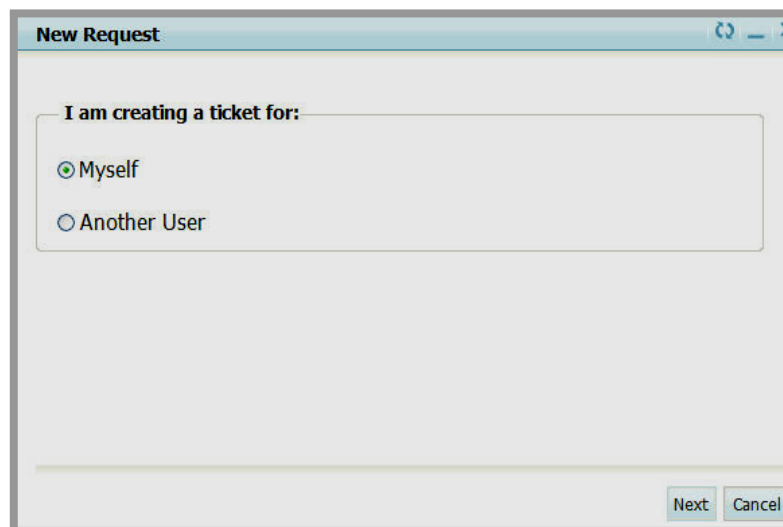 New Request
I am creating a ticket for:
Myself
Another User
Next Cancel